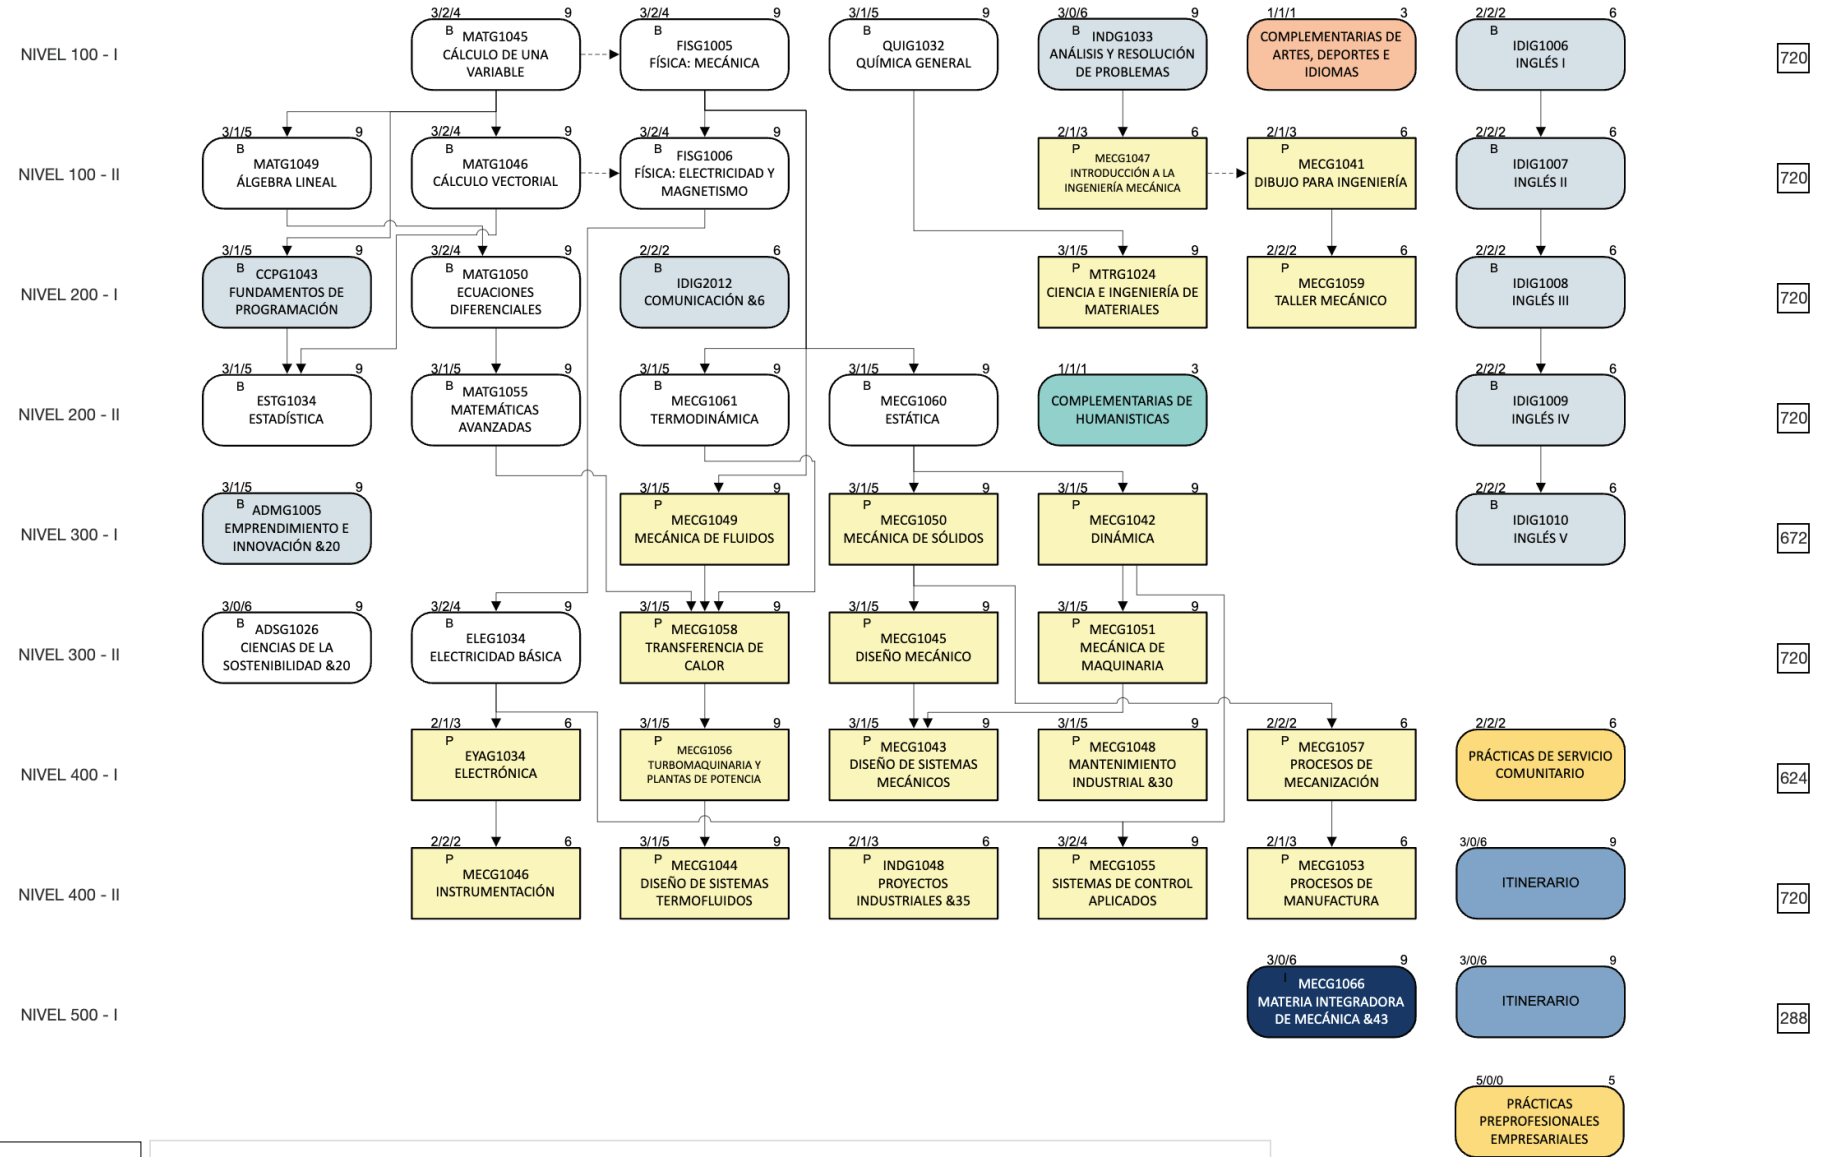 3/2/4 9 3/2/4 9 3/1/5 9 3/0/6 9 1/1/1 3 2/2/2 6
NIVEL 100 - I
B
MATG1045
CÁLCULO DE UNA
VARIABLE
B
FISG1005
FÍSICA: MECÁNICA
B
QUIG1032
QUÍMICA GENERAL
B
INDG1033
ANÁLISIS Y RESOLUCIÓN
DE PROBLEMAS
COMPLEMENTARIAS DE
ARTES, DEPORTES E
IDIOMAS
B
IDIG1006
INGLÉS I
720
3/1/5 9 3/2/4 9 3/2/4 9 2/1/3 6 2/1/3 6 2/2/2 6
NIVEL 100 - II
B
MATG1049
ÁLGEBRA LINEAL
B
MATG1046
CÁLCULO VECTORIAL
B
FISG1006
FÍSICA: ELECTRICIDAD Y
MAGNETISMO
P
MECG1047
INTRODUCCIÓN A LA
INGENIERÍA MECÁNICA
P
MECG1041
DIBUJO PARA INGENIERÍA
B
IDIG1007
INGLÉS II
720
3/1/5 9 3/2/4 9 2/2/2 6 3/1/5 9 2/2/2 6 2/2/2 6
NIVEL 200 - I
B
CCPG1043
FUNDAMENTOS DE
PROGRAMACIÓN
B
MATG1050
ECUACIONES
DIFERENCIALES
B
IDIG2012
COMUNICACIÓN &6
P
MTRG1024
CIENCIA E INGENIERÍA DE
MATERIALES
P
MECG1059
TALLER MECÁNICO
B
IDIG1008
INGLÉS III
720
3/1/5 9 3/1/5 9 3/1/5 9 3/1/5 9 1/1/1 3 2/2/2 6
NIVEL 200 - II
B
ESTG1034
ESTADÍSTICA
B
MATG1055
MATEMÁTICAS
AVANZADAS
B
MECG1061
TERMODINÁMICA
B
MECG1060
ESTÁTICA
COMPLEMENTARIAS DE
HUMANISTICAS
B
IDIG1009
INGLÉS IV
720
3/1/5 9 3/1/5 9 3/1/5 9 3/1/5 9 2/2/2 6
NIVEL 300 - I
B
ADMG1005
EMPRENDIMIENTO E
INNOVACIÓN &20
P
MECG1049
MECÁNICA DE FLUIDOS
P
MECG1050
MECÁNICA DE SÓLIDOS
P
MECG1042
DINÁMICA
B
IDIG1010
INGLÉS V
672
3/0/6 9 3/2/4 9 3/1/5 9 3/1/5 9 3/1/5 9
NIVEL 300 - II
B
ADSG1026
CIENCIAS DE LA
SOSTENIBILIDAD &20
B
ELEG1034
ELECTRICIDAD BÁSICA
P
MECG1058
TRANSFERENCIA DE
CALOR
P
MECG1045
DISEÑO MECÁNICO
P
MECG1051
MECÁNICA DE
MAQUINARIA
720
2/1/3 6 3/1/5 9 3/1/5 9 3/1/5 9 2/2/2 6 2/2/2 6
NIVEL 400 - I
P
EYAG1034
ELECTRÓNICA
P
MECG1056
TURBOMAQUINARIA Y
PLANTAS DE POTENCIA
P
MECG1043
DISEÑO DE SISTEMAS
MECÁNICOS
P
MECG1048
MANTENIMIENTO
INDUSTRIAL &30
P
MECG1057
PROCESOS DE
MECANIZACIÓN
PRÁCTICAS DE SERVICIO
COMUNITARIO
624
2/2/2 6 3/1/5 9 2/1/3 6 3/2/4 9 2/1/3 6 3/0/6 9
NIVEL 400 - II
P
MECG1046
INSTRUMENTACIÓN
P
MECG1044
DISEÑO DE SISTEMAS
TERMOFLUIDOS
P
INDG1048
PROYECTOS
INDUSTRIALES &35
P
MECG1055
SISTEMAS DE CONTROL
APLICADOS
P
MECG1053
PROCESOS DE
MANUFACTURA
ITINERARIO
720
3/0/6 9 3/0/6 9
NIVEL 500 - I
I
MECG1066
MATERIA INTEGRADORA
DE MECÁNICA &43
ITINERARIO
288
5/0/0 5
PRÁCTICAS
PREPROFESIONALES
EMPRESARIALES